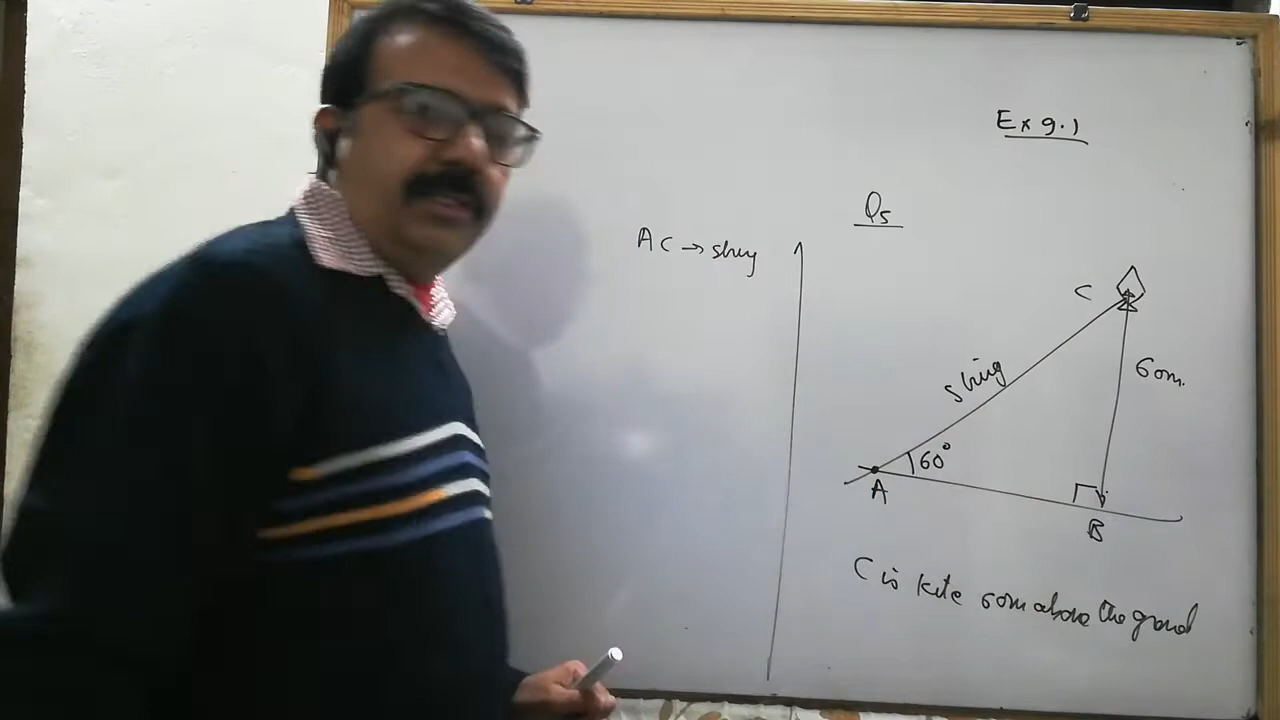 Ex 9.1
Q5
AC → string
C
string
60m.
60°
A
B
C is kite 60m above the ground